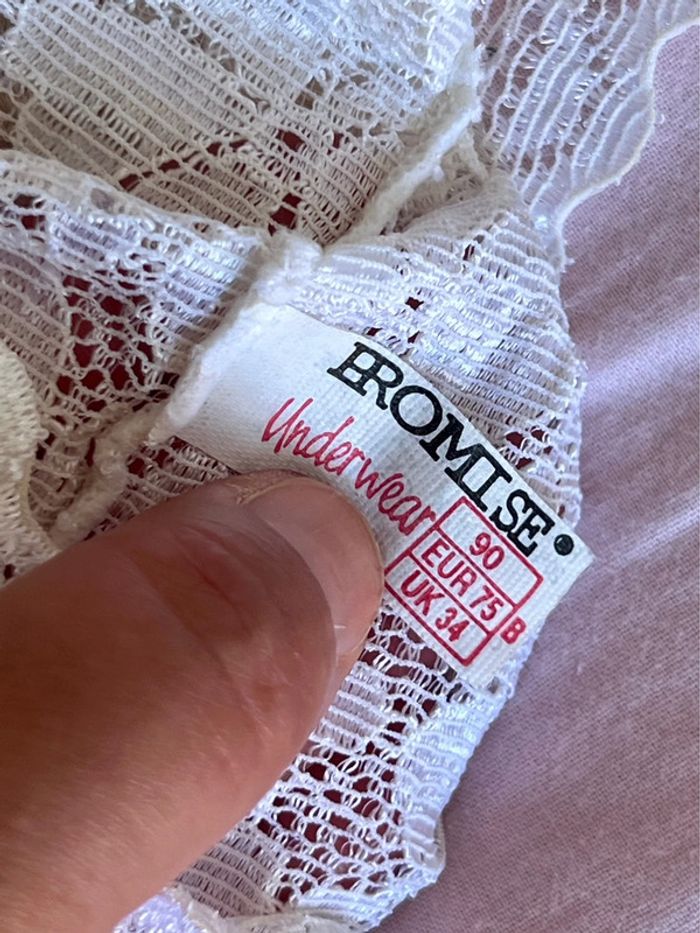 PROMISE
Underwear
90
EUR 75 B
UK 34